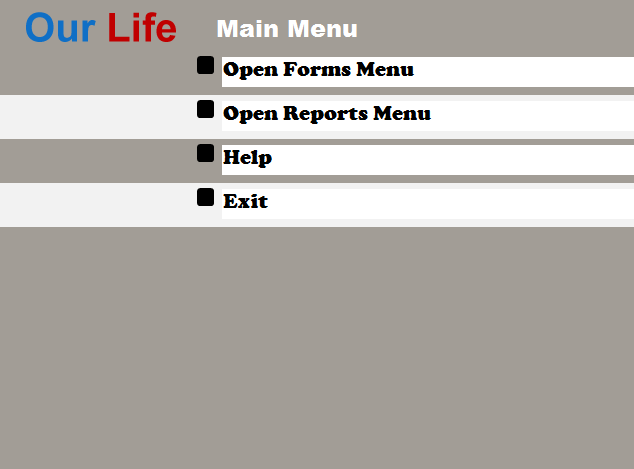 Our Life Main Menu
Open Forms Menu
Open Reports Menu
Help
Exit